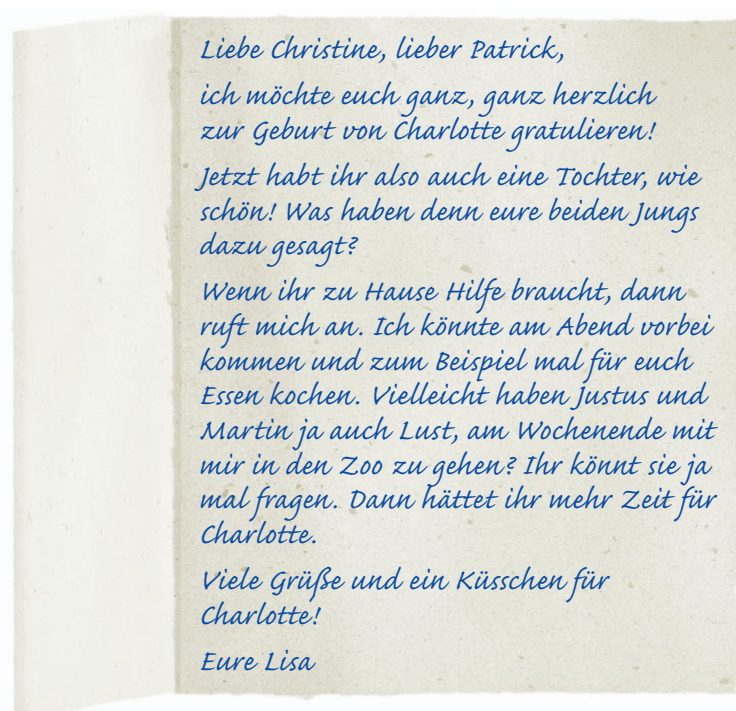 Liebe Christine, lieber Patrick,
ich möchte euch ganz, ganz herzlich
zur Geburt von Charlotte gratulieren!
Jetzt habt ihr also auch eine Tochter, wie
schön! Was haben denn eure beiden Jungs
dazu gesagt?
Wenn ihr zu Hause Hilfe braucht, dann
ruft mich an. Ich könnte am Abend vorbei
kommen und zum Beispiel mal für euch
Essen kochen. Vielleicht haben Justus und
Martin ja auch Lust, am Wochenende mit
mir in den Zoo zu gehen? Ihr könnt sie ja
mal fragen. Dann hättet ihr mehr Zeit für
Charlotte.
Viele Grüße und ein Küsschen für
Charlotte!
Eure Lisa